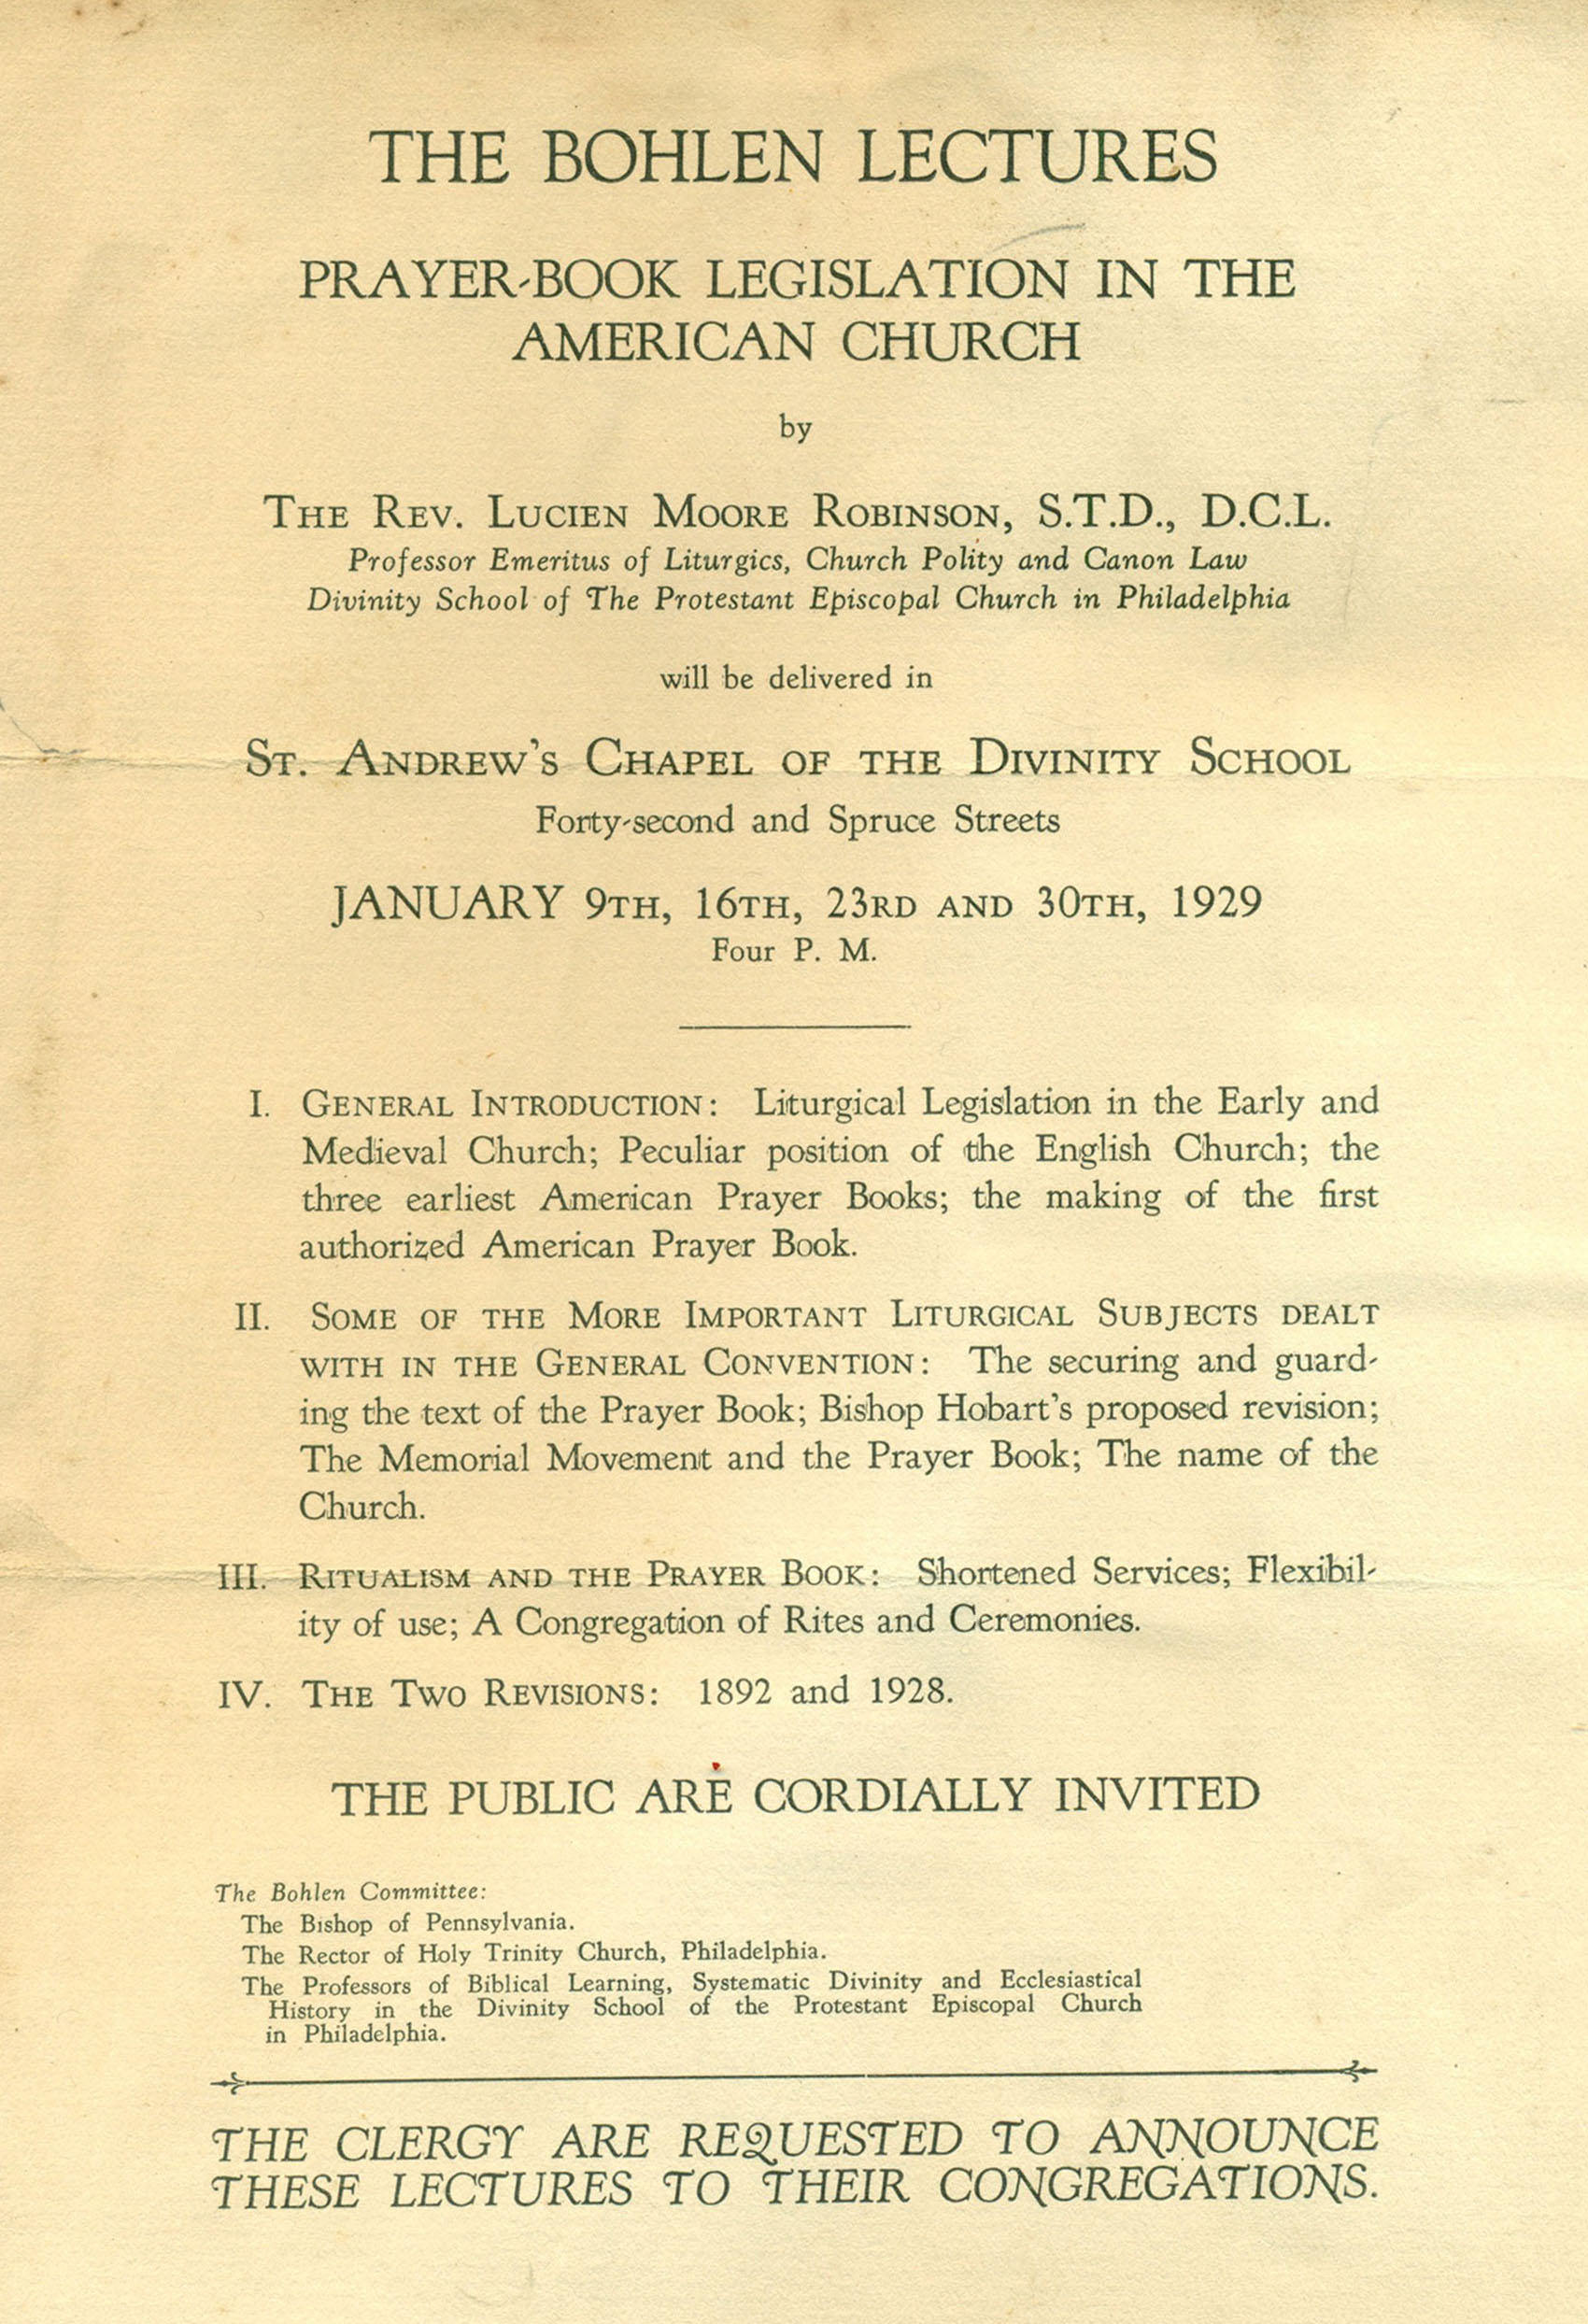 THE BOHLEN LECTURES
PRAYER-BOOK LEGISLATION IN THE
AMERICAN CHURCH
by
THE REV. LUCIEN MOORE ROBINSON, S.T.D., D.C.L.
Professor Emeritus of Liturgics, Church Polity and Canon Law
Divinity School of The Protestant Episcopal Church in Philadelphia
will be delivered in
ST. ANDREW'S CHAPEL OF THE DIVINITY SCHOOL
Forty-second and Spruce Streets
JANUARY 9TH, 16TH, 23RD AND 30TH, 1929
Four P. M.
I. GENERAL INTRODUCTION: Liturgical Legislation in the Early and
Medieval Church; Peculiar position of the English Church; the
three earliest American Prayer Books; the making of the first
authorized American Prayer Book.
II. SOME OF THE MORE IMPORTANT LITURGICAL SUBJECTS DEALT
WITH IN THE GENERAL CONVENTION: The securing and guard-
ing the text of the Prayer Book; Bishop Hobart's proposed revision;
The Memorial Movement and the Prayer Book; The name of the
Church.
III. RITUALISM AND THE PRAYER BOOK: Shortened Services; Flexibil-
ity of use; A Congregation of Rites and Ceremonies.
IV. THE TWO REVISIONS: 1892 and 1928.
THE PUBLIC ARE CORDIALLY INVITED
The Bohlen Committee:
The Bishop of Pennsylvania.
The Rector of Holy Trinity Church, Philadelphia.
The Professors of Biblical Learning, Systematic Divinity and Ecclesiastical
History in the Divinity School of the Protestant Episcopal Church
in Philadelphia.
THE CLERGY ARE REQUESTED TO ANNOUNCE
THESE LECTURES TO THEIR CONGREGATIONS.